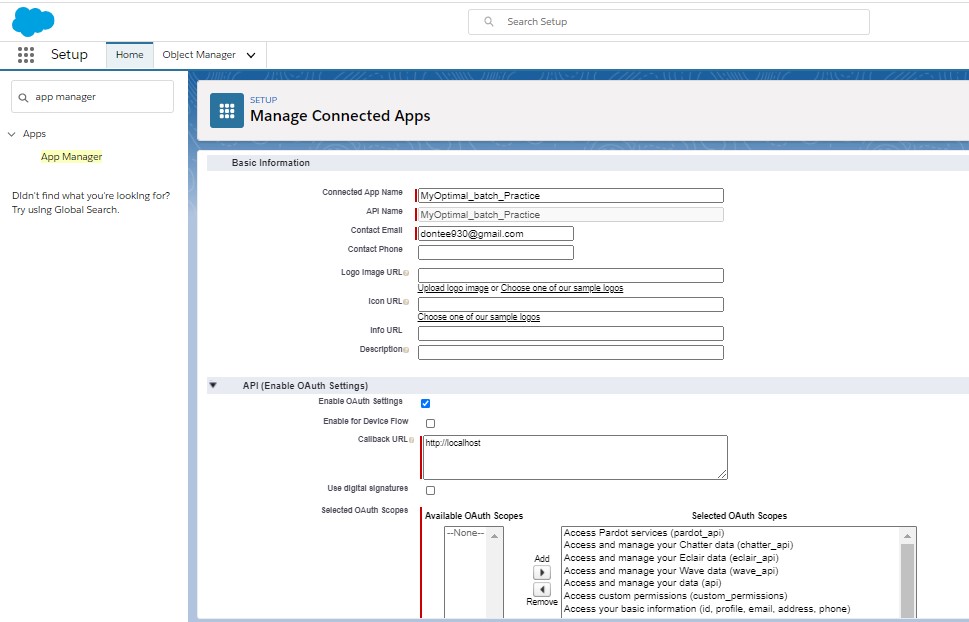 Search Setup
Setup
Home
Object Manager
app manager
Apps
App Manager
Didn't find what you're looking for?
Try using Global Search.
SETUP
Manage Connected Apps
Basic Information
Connected App Name MyOptimal_batch_Practice
API Name MyOptimal_batch_Practice
Contact Email dontee930@gmail.com
Contact Phone
Logo Image URL
Upload logo image or Choose one of our sample logos
Icon URL
Choose one of our sample logos
Info URL
Description
API (Enable OAuth Settings)
Enable OAuth Settings
Enable for Device Flow
Callback URL http://localhost
Use digital signatures
Selected OAuth Scopes
Available OAuth Scopes
--None--
Add
Remove
Selected OAuth Scopes
Access Pardot services (pardot_api)
Access and manage your Chatter data (chatter_api)
Access and manage your Eclair data (eclair_api)
Access and manage your Wave data (wave_api)
Access and manage your data (api)
Access custom permissions (custom_permissions)
Access your basic information (id, profile, email, address, phone)